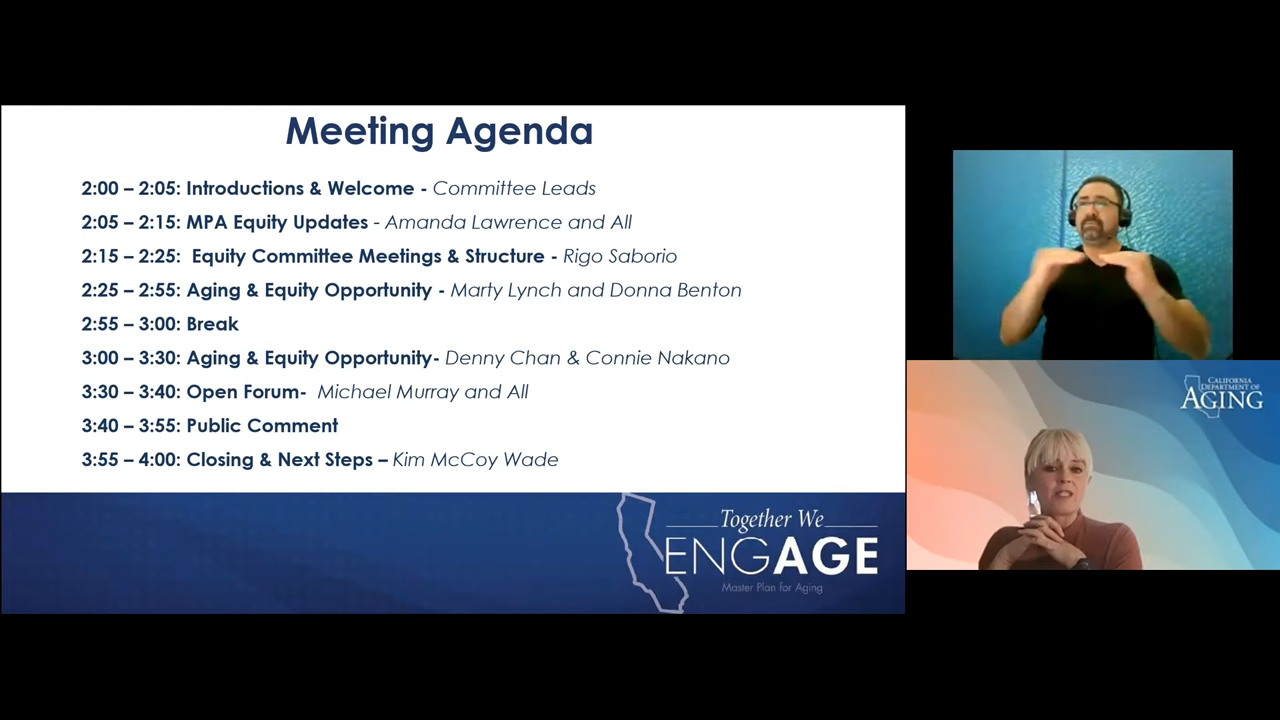 Meeting Agenda
2:00 – 2:05: Introductions & Welcome - Committee Leads
2:05 – 2:15: MPA Equity Updates - Amanda Lawrence and All
2:15 – 2:25:  Equity Committee Meetings & Structure - Rigo Saborio
2:25 – 2:55: Aging & Equity Opportunity - Marty Lynch and Donna Benton
2:55 – 3:00: Break
3:00 – 3:30: Aging & Equity Opportunity- Denny Chan & Connie Nakano
3:30 – 3:40: Open Forum-  Michael Murray and All
3:40 – 3:55: Public Comment
3:55 – 4:00: Closing & Next Steps – Kim McCoy Wade
Together We
ENGAGE
Master Plan for Aging
CALIFORNIA
DEPARTMENT OF
AGING